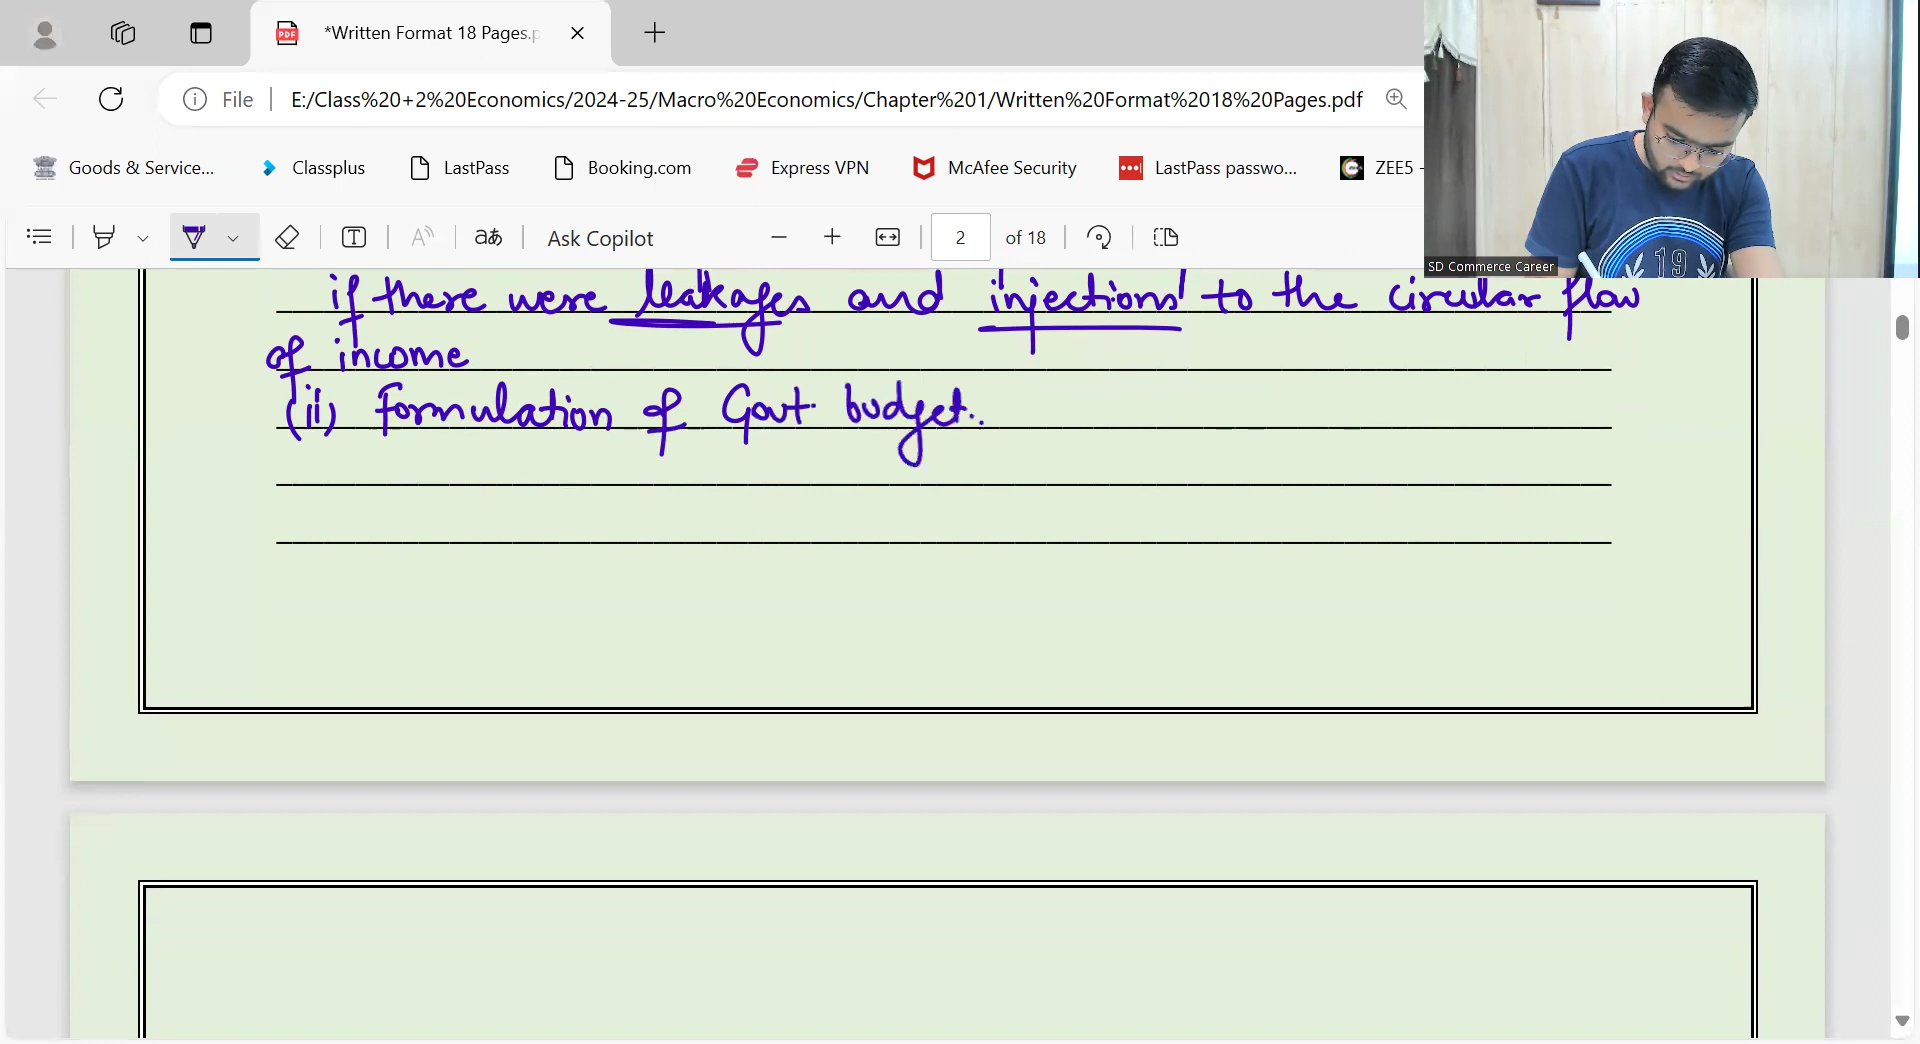 *Written Format 18 Pages.p
File
E:/Class%20+2%20Economics/2024-25/Macro%20Economics/Chapter%201/Written%20Format%2018%20Pages.pdf
Goods & Service...
Classplus
LastPass
Booking.com
Express VPN
McAfee Security
LastPass passwo...
ZEE5 -
aあ
Ask Copilot
2
of 18
SD Commerce Career
19
if there were leakages and 'injections' to the circular flow
of income
(ii) Formulation of Govt. budget.